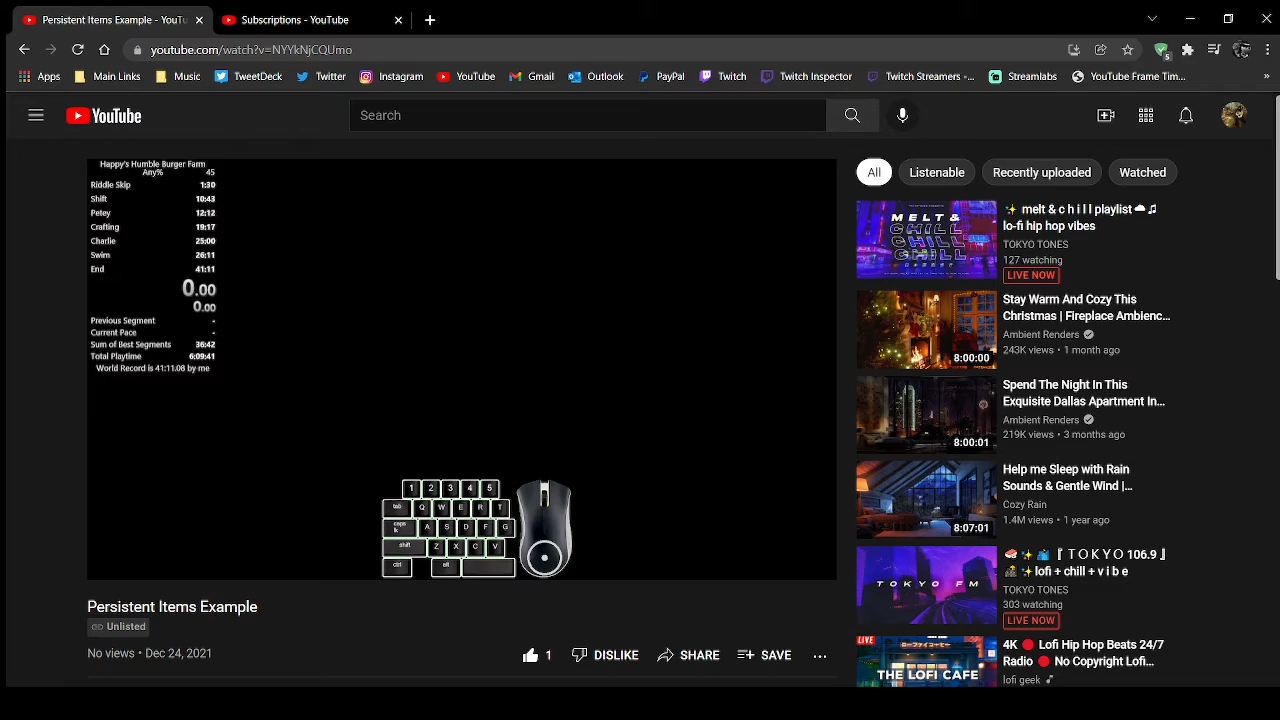 Persistent Items Example - YouTu
Subscriptions - YouTube
youtube.com/watch?v=NYYkNjCQUmo
5
Apps
Main Links
Music
TweetDeck
Twitter
Instagram
YouTube
Gmail
Outlook
PayPal
Twitch
Twitch Inspector
Twitch Streamers -...
Streamlabs
YouTube Frame Tim...
»
YouTube
Search
Happy's Humble Burger Farm
Any% 45
Riddle Skip 1:30
Shift 10:43
Petey 12:12
Crafting 19:17
Charlie 25:00
Swim 26:11
End 41:11
0.00
0.00
Previous Segment -
Current Pace -
Sum of Best Segments 36:42
Total Playtime 6:09:41
World Record is 41:11.08 by me
1 2 3 4 5
tab Q W E R T
caps lk A S D F G
shift Z X C V
ctrl alt
Persistent Items Example
Unlisted
No views • Dec 24, 2021
1 DISLIKE SHARE SAVE ...
All Listenable Recently uploaded Watched
MELT &
CHILL
CHILL
CHILL
✨ melt & c h i l l playlist☁♫
lo-fi hip hop vibes
TOKYO TONES
127 watching
LIVE NOW
8:00:00
Stay Warm And Cozy This
Christmas | Fireplace Ambienc...
Ambient Renders
243K views • 1 month ago
8:00:01
Spend The Night In This
Exquisite Dallas Apartment In...
Ambient Renders
219K views • 3 months ago
8:07:01
Help me Sleep with Rain
Sounds & Gentle Wind |...
Cozy Rain
1.4M views • 1 year ago
TOKYO FM
🍣✨🌃『T O K Y O 106.9 』
✨lofi + chill + v i b e
TOKYO TONES
303 watching
LIVE NOW
LIVE
THE LOFI CAFE
4K 🔴 Lofi Hip Hop Beats 24/7
Radio 🔴 No Copyright Lofi...
lofi geek ♪